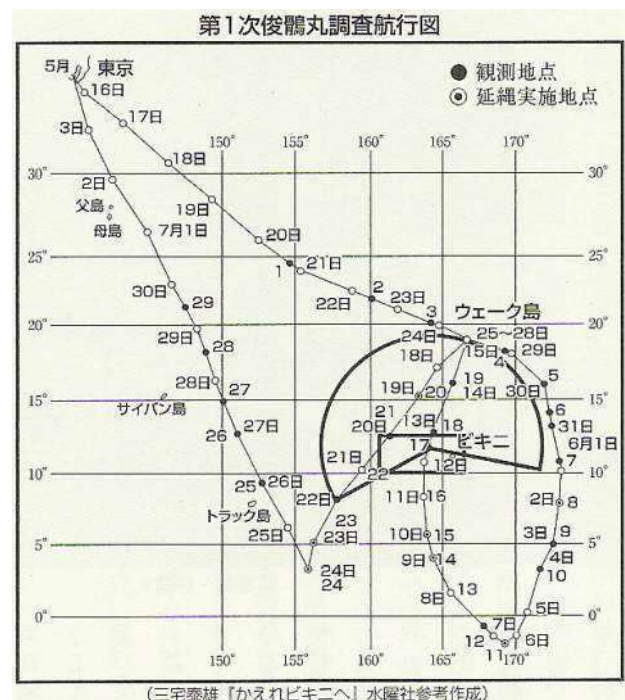 第1次俊鶻丸調査航行図
5月
東京
● 観測地点
延縄実施地点
16日
17日
150° 155° 160° 165° 170°
3日
18日
30° 30°
2日
父島
母島
19日
7月1
20日
25° 25°
1 21日
30日
22日 2
23日
29
3 ウェーク島
20° 20°
29日
24日 25〜28日
28
18日 15日 4 29日
28日
19日 20 19 14日 30日 5
27
15° 15°
サイパン島
21 13日 18 6
26 27日
20日 17 ビキニ 31日
6月1
21日 22 12日 7
10° 10°
25 26日
22日 11日 16 2日 8
トラック島
23
25日 23日 10日 15 3日 9
5° 5°
9日 14 4日
24日 10
24
8日 13
0° 0°
5日
7日
12 6日
11
150° 155° 160° 165° 170°
(三宅泰雄『かえれビキニへ』水曜社参考作成)